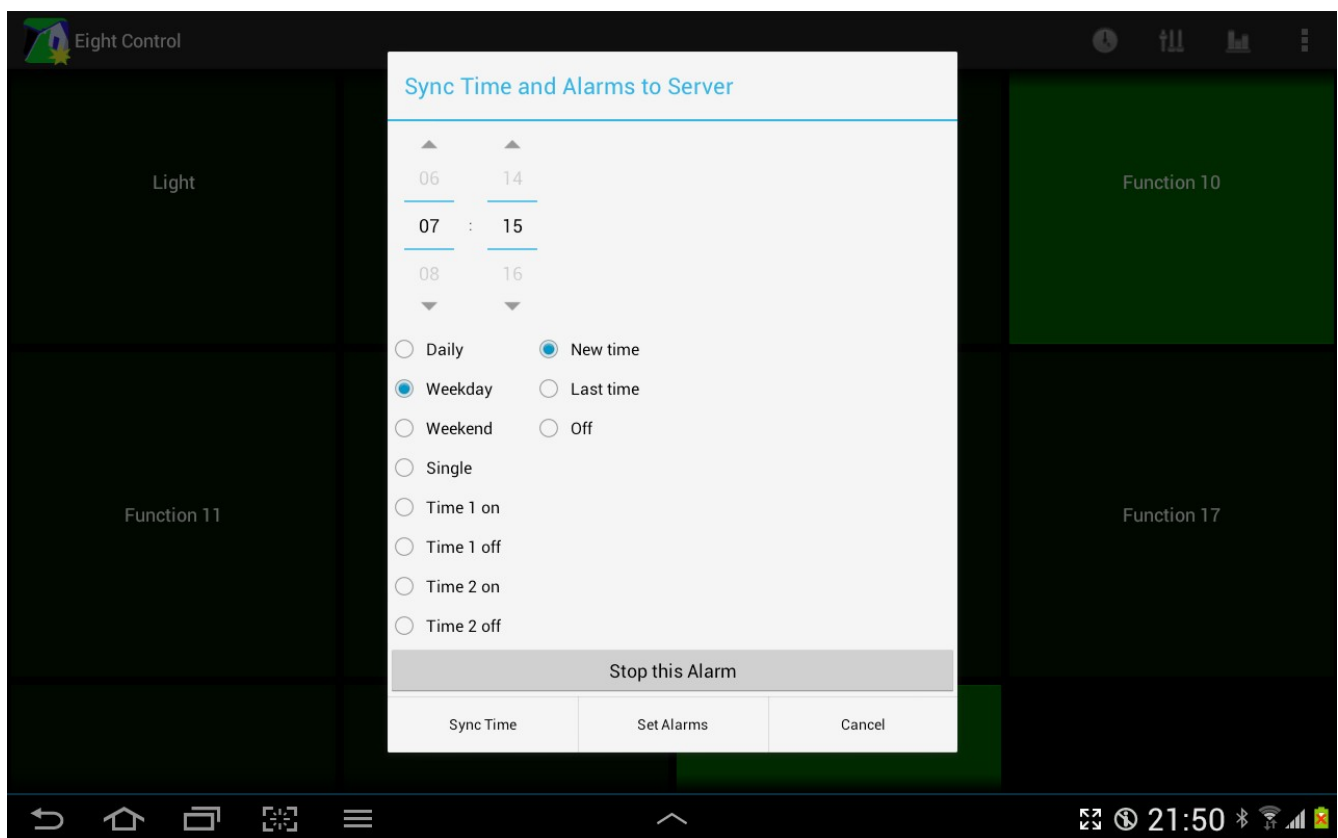 Eight Control
Sync Time and Alarms to Server
Light
Function 10
06 14
07 : 15
08 16
Daily New time
Weekday Last time
Weekend Off
Single
Time 1 on
Function 11
Function 17
Time 1 off
Time 2 on
Time 2 off
Stop this Alarm
Sync Time Set Alarms Cancel
21:50